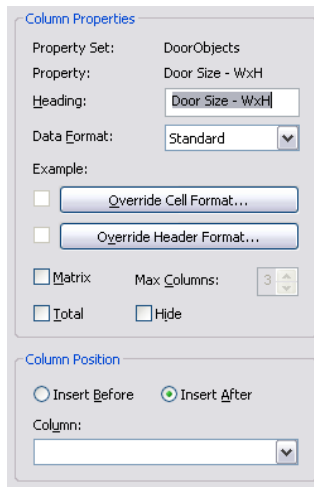 Column Properties
Property Set: DoorObjects
Property: Door Size - WxH
Heading: Door Size - WxH
Data Format: Standard
Example:
Override Cell Format...
Override Header Format...
Matrix Max Columns: 3
Total Hide
Column Position
Insert Before Insert After
Column: